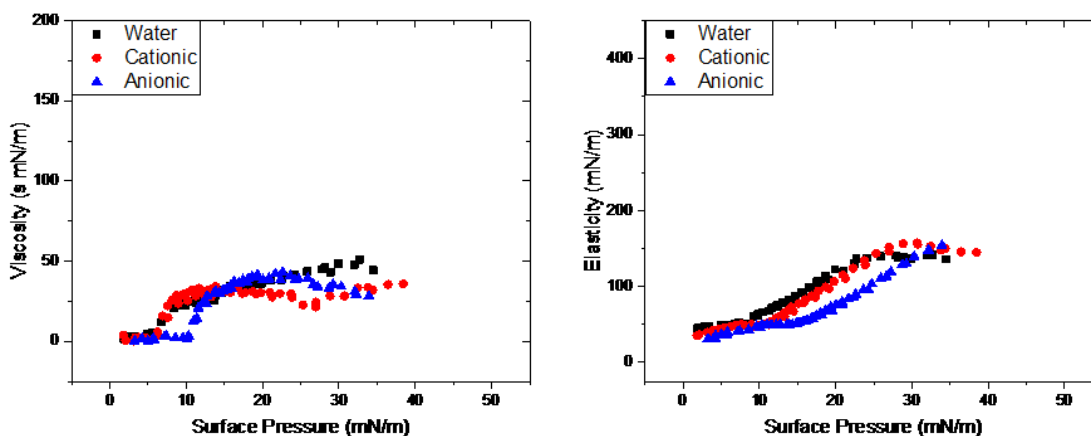 200
150
100
50
0
Viscosity (s mN/m)
Water
Cationic
Anionic
0 10 20 30 40 50
Surface Pressure (mN/m)
400
300
200
100
0
Elasticity (mN/m)
Water
Cationic
Anionic
0 10 20 30 40 50
Surface Pressure (mN/m)